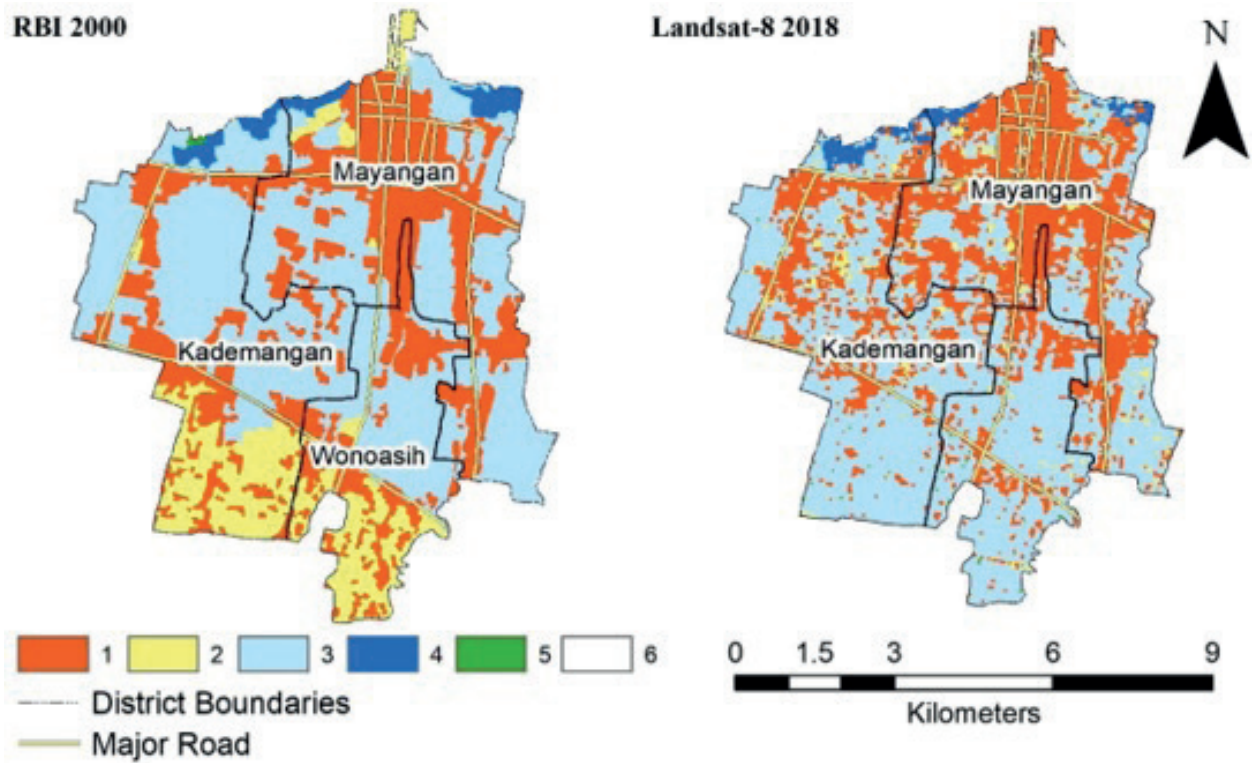 RBI 2000
Landsat-8 2018
N
Mayangan
Kademangan
Wonoasih
Mayangan
Kademangan
1 2 3 4 5 6
District Boundaries
Major Road
0 1.5 3 6 9
Kilometers